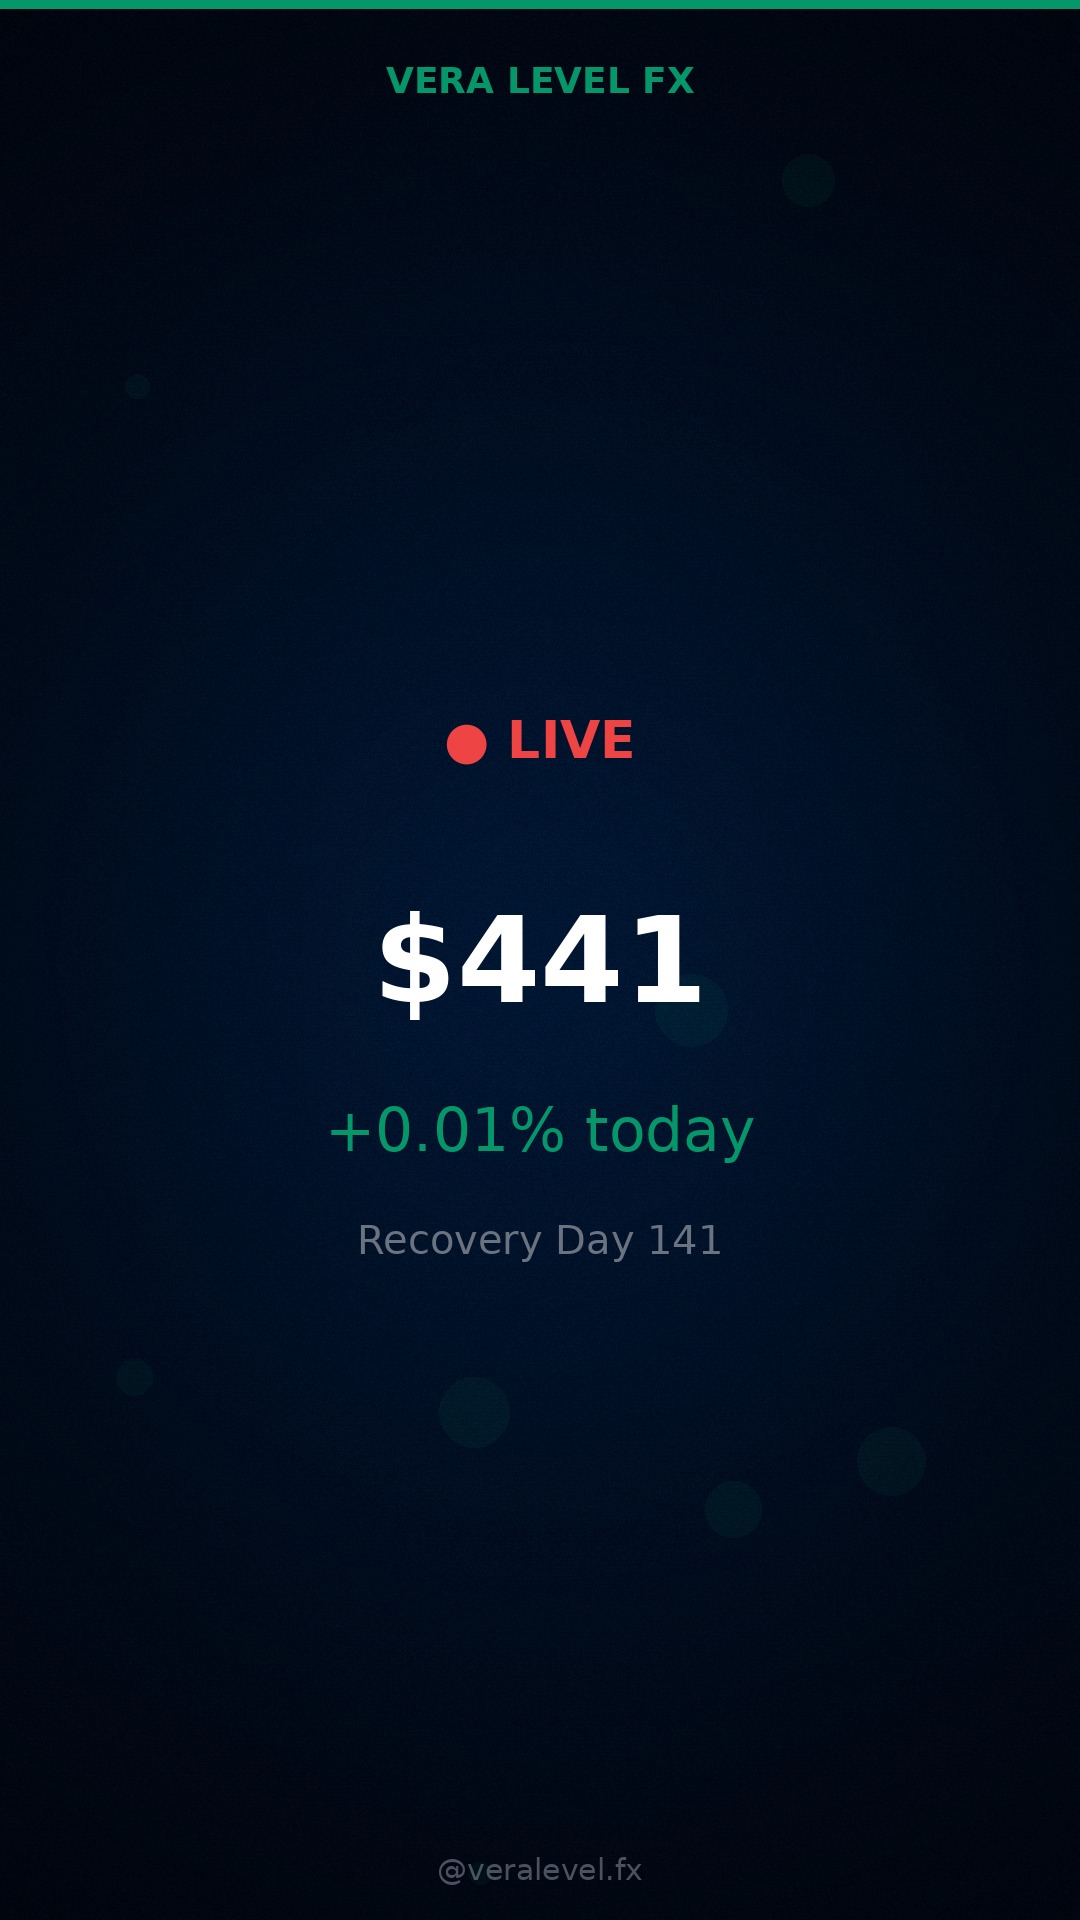 VERA LEVEL FX
● LIVE
$441
+0.01% today
Recovery Day 141
@veralevel.fx